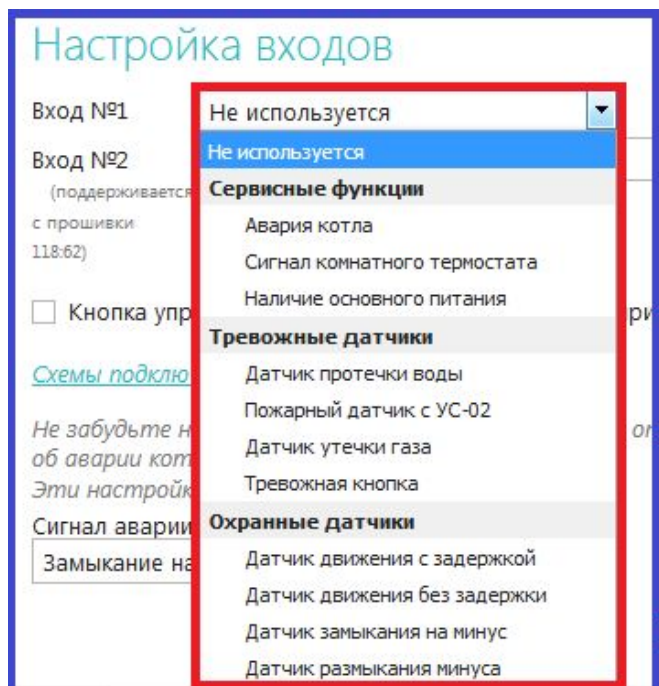 Настройка входов
Вход №1
Не используется
Вход №2
(поддерживается
с прошивки
118:62)
Не используется
Сервисные функции
Авария котла
Сигнал комнатного термостата
Наличие основного питания
Тревожные датчики
Датчик протечки воды
Пожарный датчик с УС-02
Датчик утечки газа
Тревожная кнопка
Охранные датчики
Датчик движения с задержкой
Датчик движения без задержки
Датчик замыкания на минус
Датчик размыкания минуса
Кнопка упр
ри
Схемы подклю
Не забудьте н
об аварии кот
Эти настройк
Сигнал аварии
Замыкание на